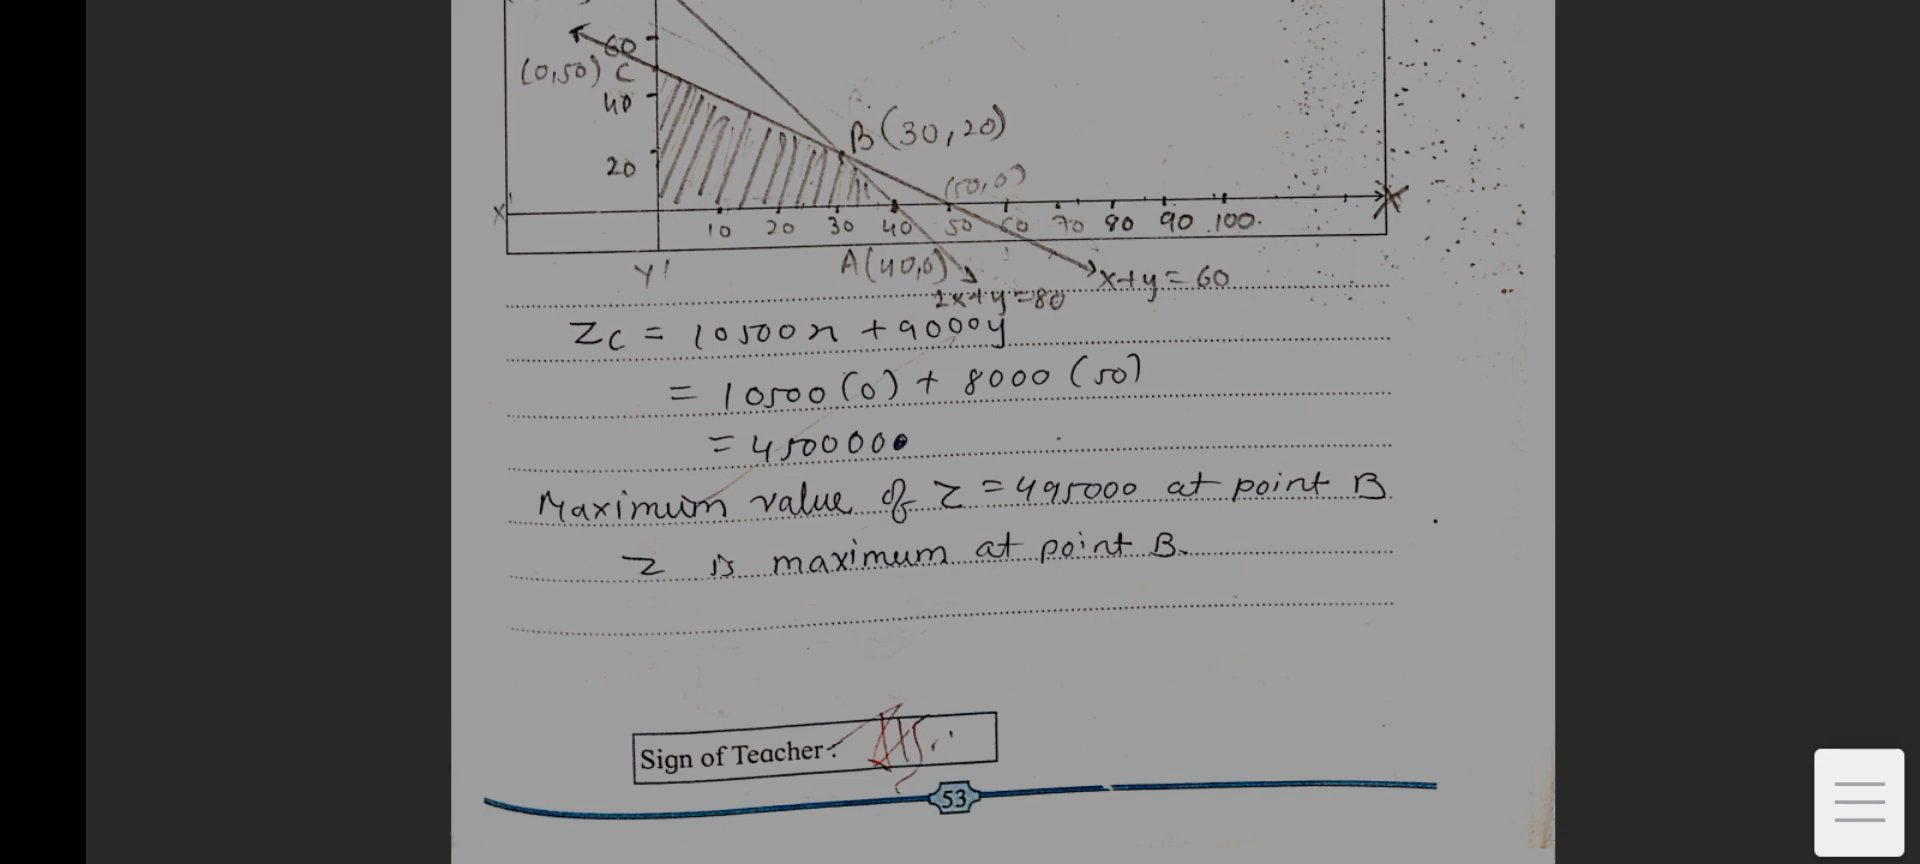 60
(0,50) C
40
B (30,20)
20
(50,0)
X'
10 20 30 40 50 60 70 80 90 100.
Y'
A(40,0)
x+y = 60
2x+y=80
Zc = 10500x + 9000y
= 10500 (0) + 8000 (50)
= 4500000
Maximum value of Z = 495000 at point B.
Z is maximum at point B.
Sign of Teacher :
53